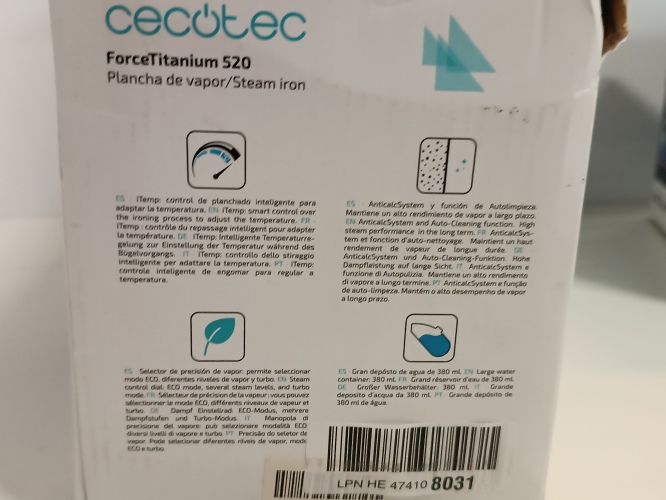 cecotec
ForceTitanium 520
Plancha de vapor/Steam iron
ES iTemp: control de planchado inteligente para
adaptar la temperatura. EN iTemp: smart control over
the ironing process to adjust the temperature. FR
iTemp : contrôle du repassage intelligent pour adapter
la température. DE iTemp: Intelligente Temperaturre-
gelung zur Einstellung der Temperatur während des
Bügelvorgangs. IT iTemp: controllo dello stiraggio
intelligente per adattare la temperatura. PT iTemp:
controle inteligente de engomar para regular a
temperatura.
ES AnticalcSystem y función de Autolimpieza.
Mantiene un alto rendimiento de vapor a largo plazo.
EN AnticalcSystem and Auto-Cleaning function. High
steam performance in the long term. FR AnticalcSys-
tem et fonction d'auto-nettoyage. Maintient un haut
rendement de vapeur de longue durée. DE
AnticalcSystem und Auto-Cleaning-Funktion. Hohe
Dampfleistung auf lange Sicht. IT AnticalcSystem e
funzione di Autopulizia. Mantiene un alto rendimento
di vapore a lungo termine. PT AnticalcSystem e função
de auto-limpeza. Mantém o alto desempenho de vapor
a longo prazo.
ES Selector de precisión de vapor: permite seleccionar
modo ECO, diferentes niveles de vapor y turbo. EN Steam
control dial: ECO mode, several steam levels, and turbo
mode. FR Sélecteur de précision de la vapeur : vous pouvez
sélectionner le mode ECO, différents niveaux de vapeur et
turbo. DE Dampf Einstellrad: ECO-Modus, mehrere
Dampfstufen und Turbo-Modus. IT Manopola di
precisione del vapore: può selezionare modalità ECO,
diversi livelli di vapore e turbo. PT Precisão do seletor de
vapor. Pode selecionar diferentes níveis de vapor, modo
ECO e turbo.
ES Gran depósito de agua de 380 ml. EN Large water
container: 380 ml. FR Grand réservoir d'eau de 380 ml.
DE Großer Wasserbehälter: 380 ml. IT Grande
deposito d'acqua da 380 ml. PT Grande depósito de
380 ml de água.
LPN HE 47410 8031